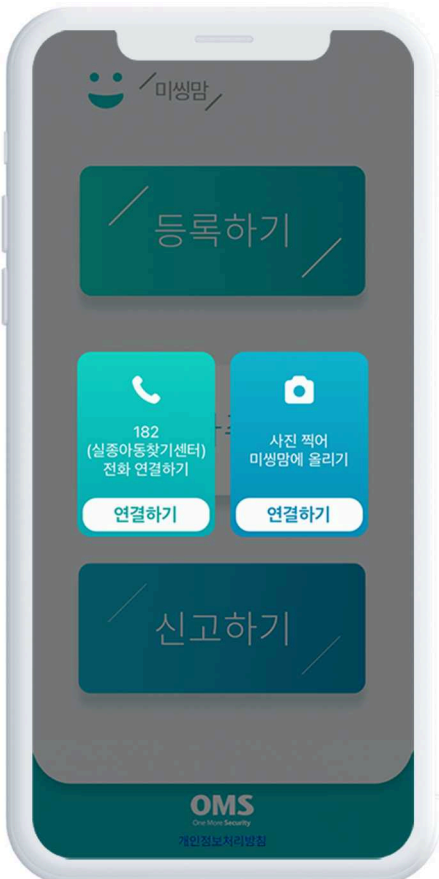 미씽맘
등록하기
182
(실종아동찾기센터)
전화 연결하기
연결하기
사진 찍어
미씽맘에 올리기
연결하기
신고하기
OMS
One More Security
개인정보처리방침